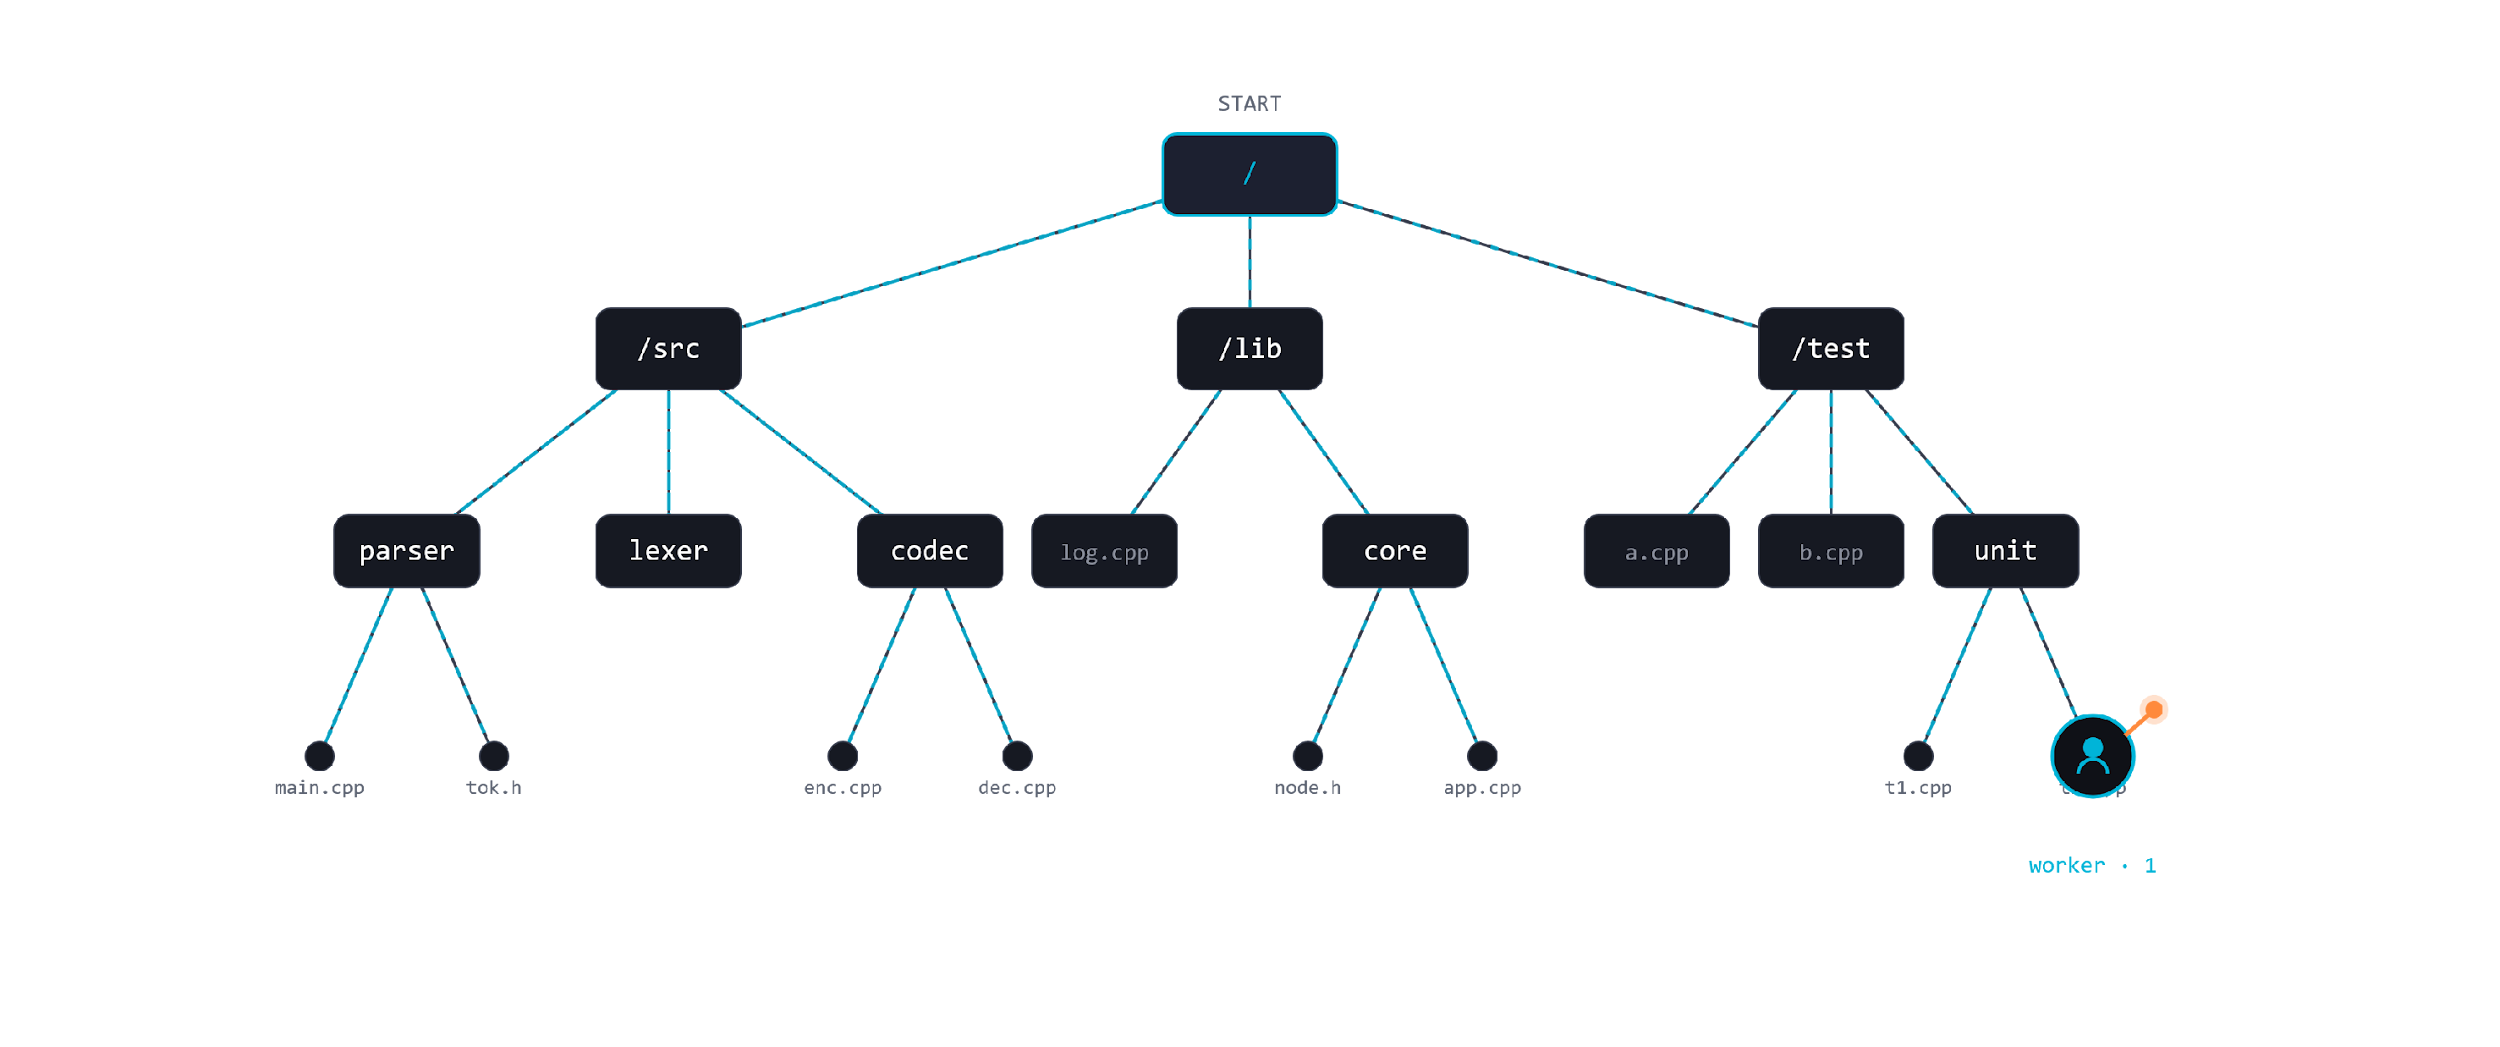 START
/
/src
/lib
/test
parser
lexer
codec
log.cpp
core
a.cpp
b.cpp
unit
main.cpp
tok.h
enc.cpp
dec.cpp
node.h
app.cpp
t1.cpp
worker · 1